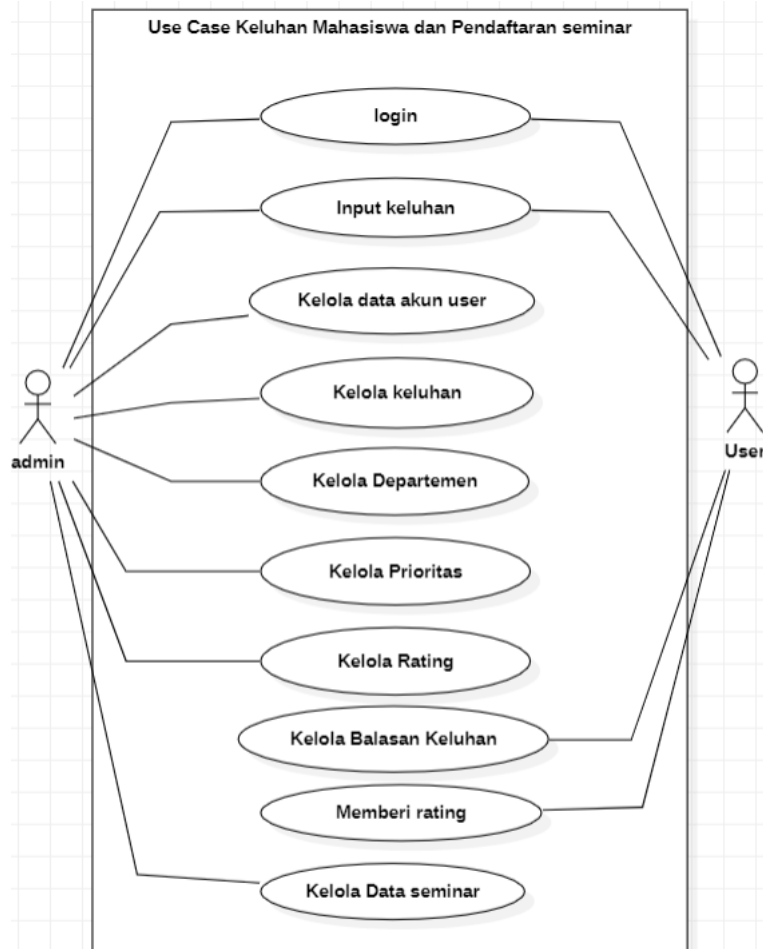 Use Case Keluhan Mahasiswa dan Pendaftaran seminar
login
Input keluhan
Kelola data akun user
Kelola keluhan
admin
User
Kelola Departemen
Kelola Prioritas
Kelola Rating
Kelola Balasan Keluhan
Memberi rating
Kelola Data seminar